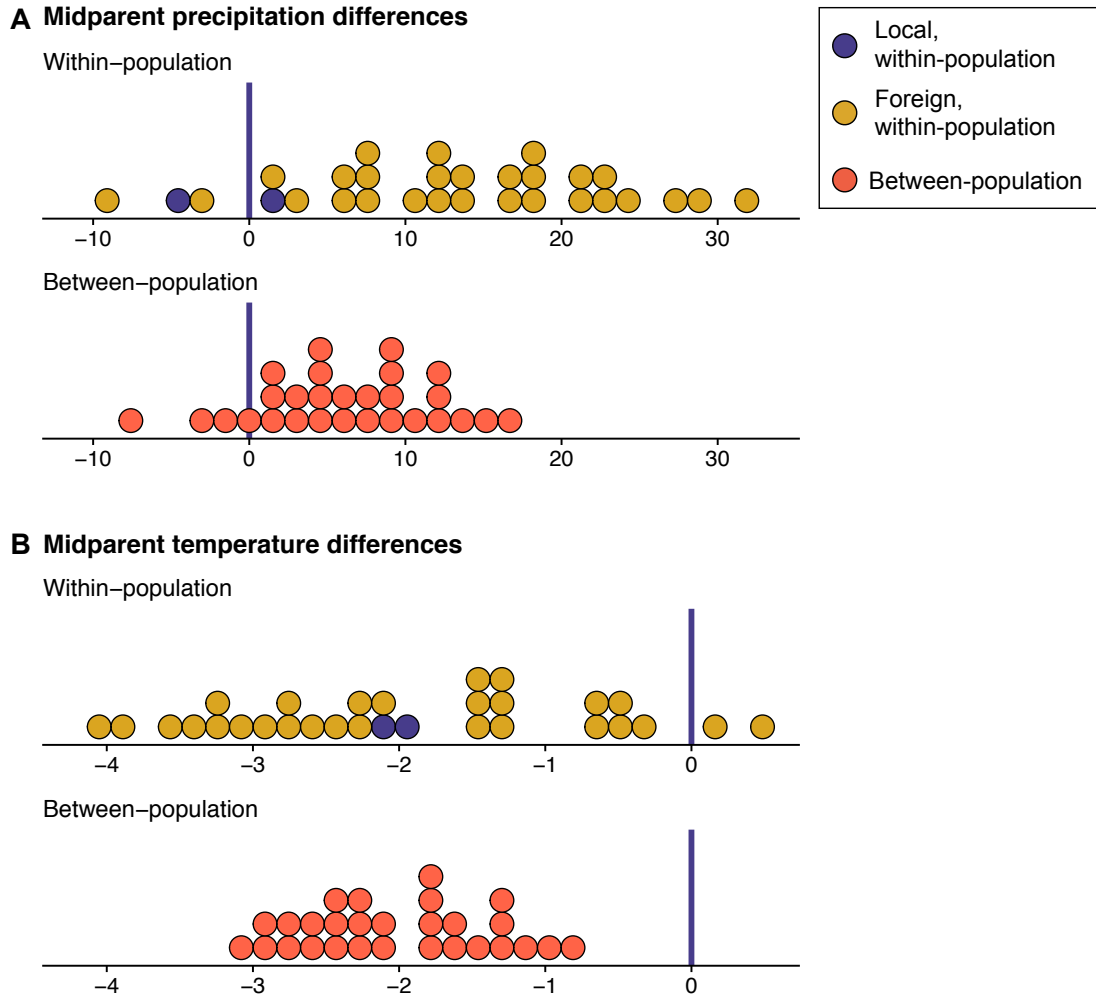 A Midparent precipitation differences
Within−population
−10 0 10 20 30
Between−population
−10 0 10 20 30
Local,
within-population
Foreign,
within-population
Between-population
B Midparent temperature differences
Within−population
−4 −3 −2 −1 0
Between−population
−4 −3 −2 −1 0